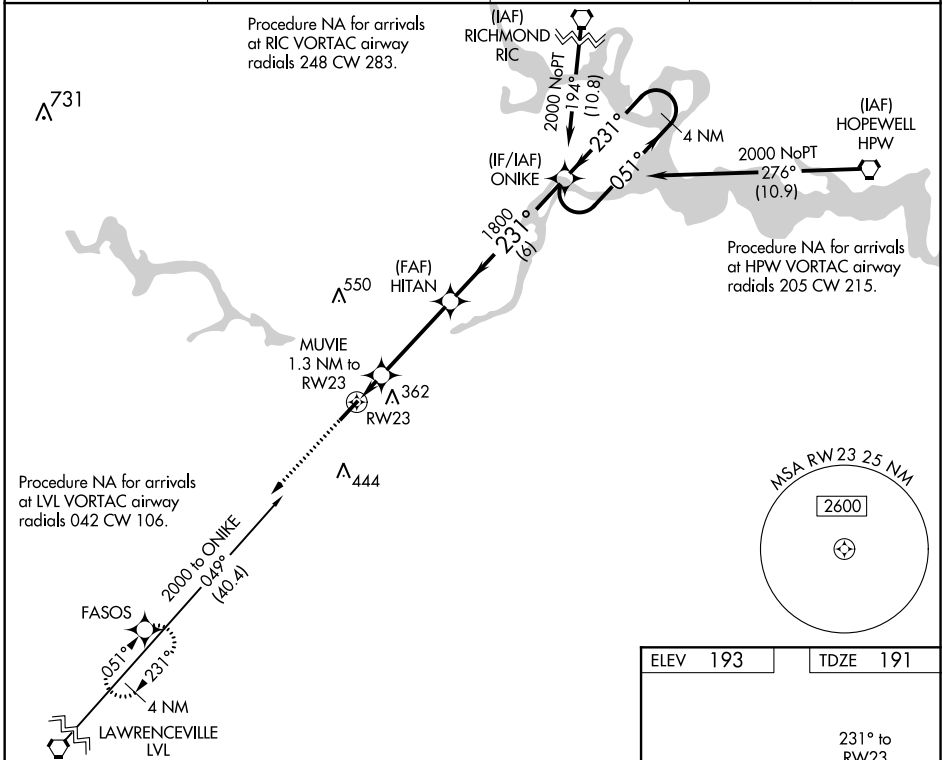 Procedure NA for arrivals
at RIC VORTAC airway
radials 248 CW 283.
(IAF)
RICHMOND
RIC
731
2000 NoPT
194°
(10.8)
231°
051°
4 NM
(IAF)
HOPEWELL
HPW
2000 NoPT
276°
(10.9)
(IF/IAF)
ONIKE
1800
231°
(6)
Procedure NA for arrivals
at HPW VORTAC airway
radials 205 CW 215.
(FAF)
HITAN
550
MUVIE
1.3 NM to
RW23
362
RW23
444
Procedure NA for arrivals
at LVL VORTAC airway
radials 042 CW 106.
MSA RW23 25 NM
2600
2000 to ONIKE
049°
(40.4)
FASOS
051°
231°
4 NM
LAWRENCEVILLE
LVL
ELEV 193
TDZE 191
231° to
RW23